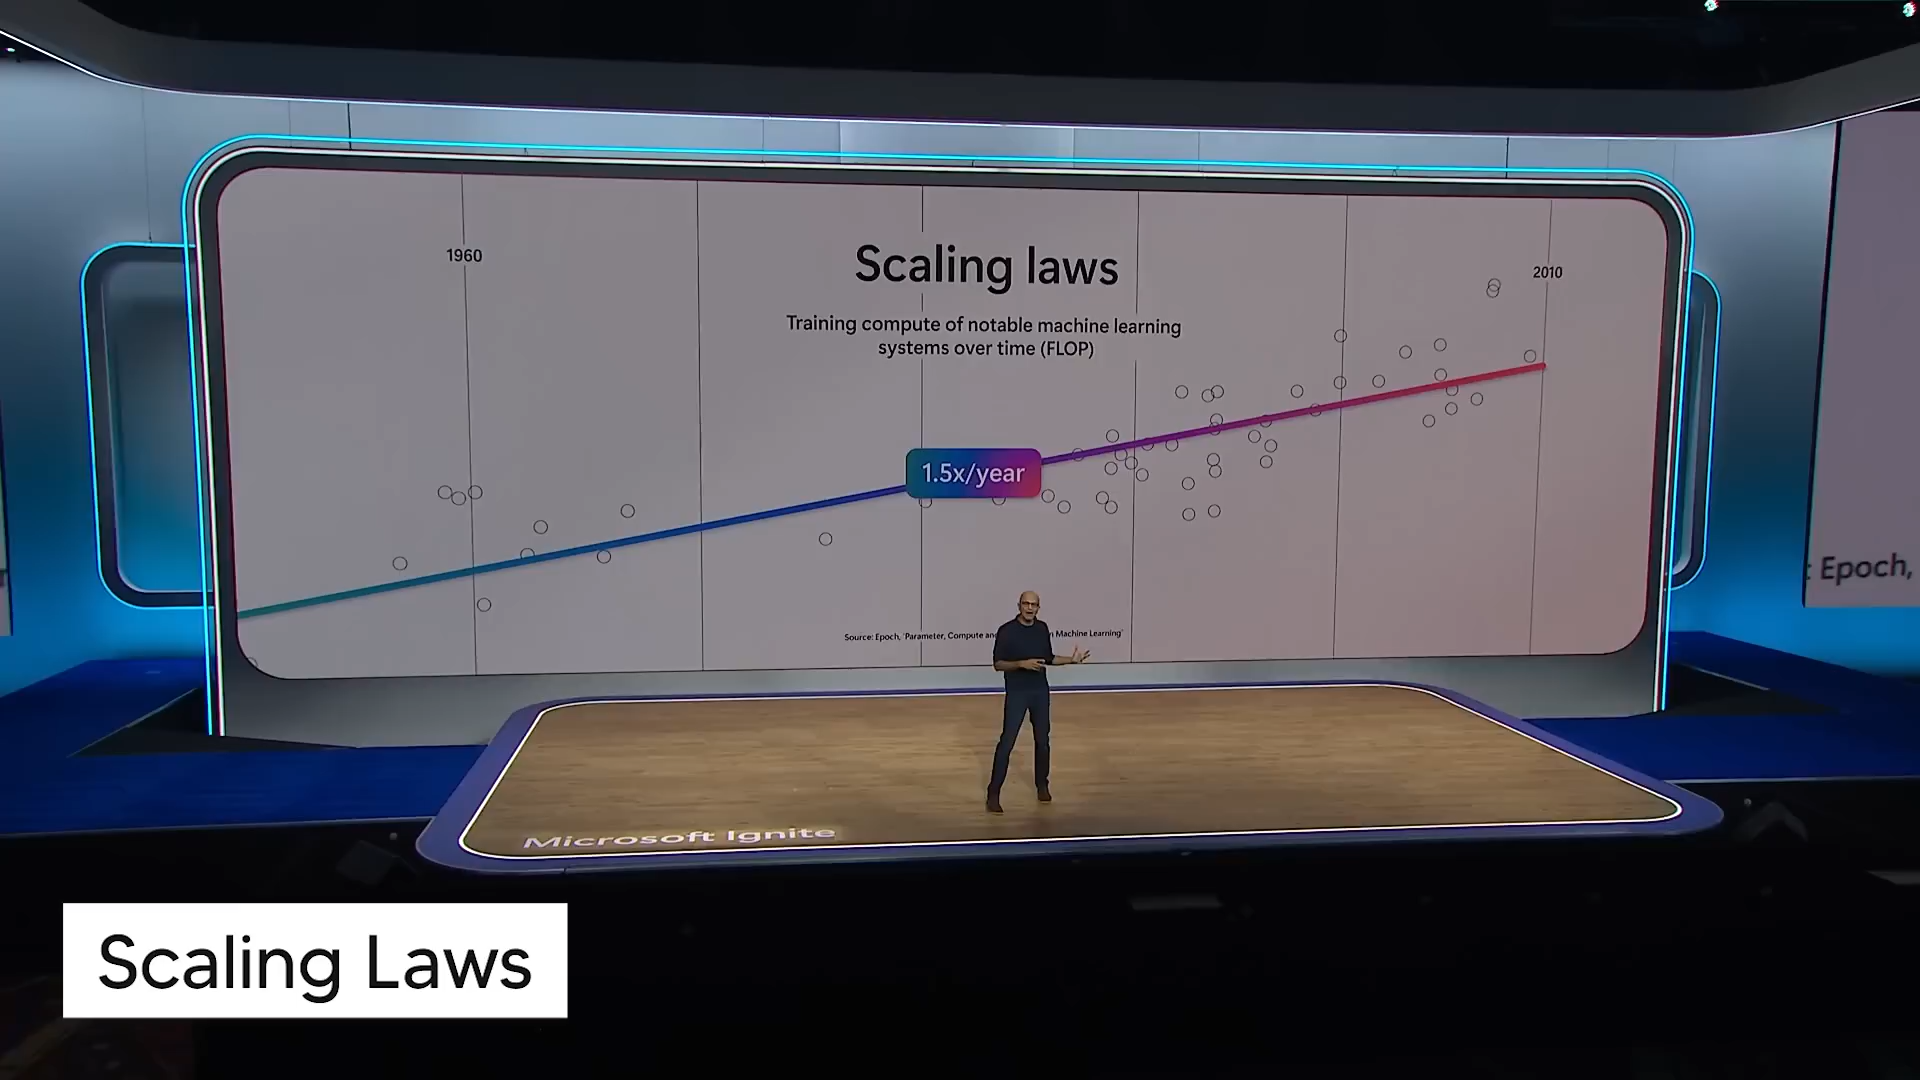 1960
Scaling laws
2010
Training compute of notable machine learning
systems over time (FLOP)
1.5x/year
: Epoch,
Source: Epoch, 'Parameter, Compute an
n Machine Learning'
Microsoft Ignite
Scaling Laws